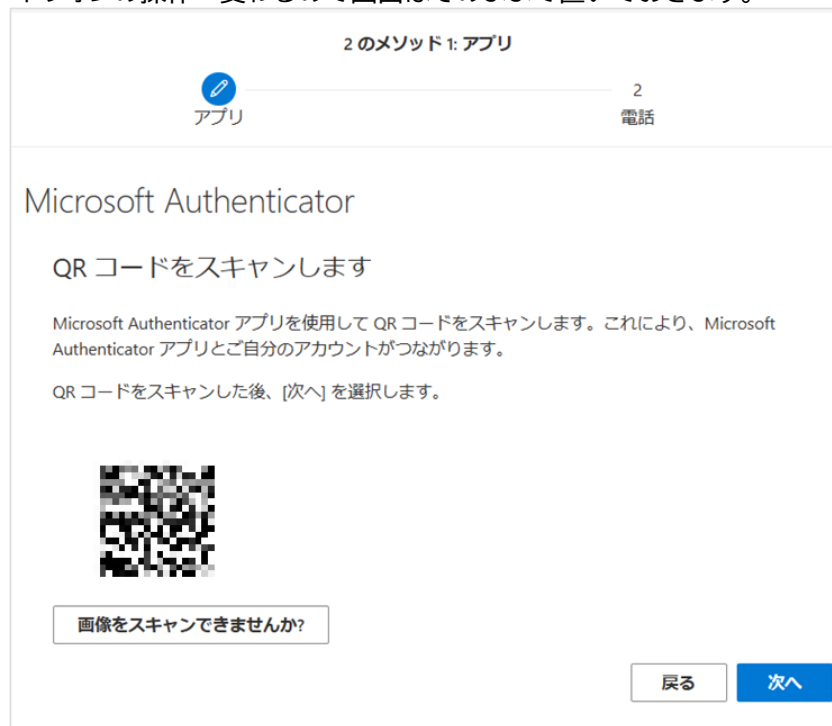 2 のメソッド 1: アプリ
アプリ
2
電話
Microsoft Authenticator
QR コードをスキャンします
Microsoft Authenticator アプリを使用して QR コードをスキャンします。これにより、Microsoft
Authenticator アプリとご自分のアカウントがつながります。
QR コードをスキャンした後、[次へ] を選択します。
画像をスキャンできませんか?
戻る
次へ